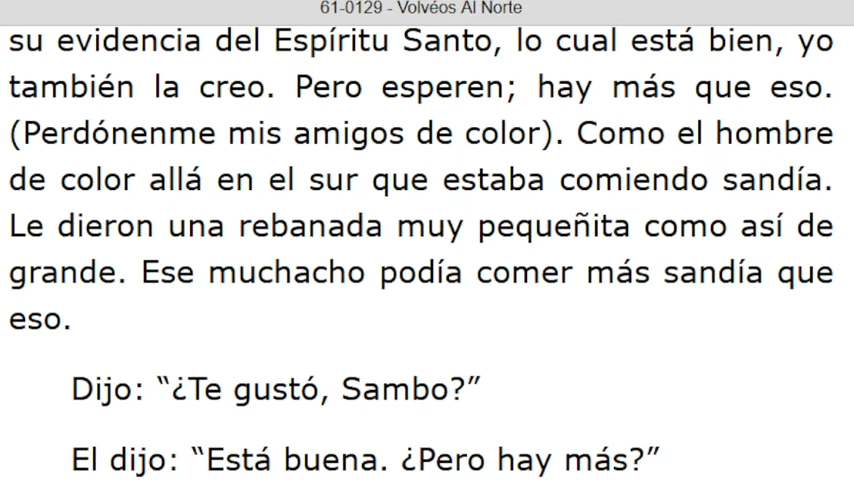 61-0129 - Volvéos Al Norte
su evidencia del Espíritu Santo, lo cual está bien, yo
también la creo. Pero esperen; hay más que eso.
(Perdónenme mis amigos de color). Como el hombre
de color allá en el sur que estaba comiendo sandía.
Le dieron una rebanada muy pequeñita como así de
grande. Ese muchacho podía comer más sandía que
eso.
Dijo: “¿Te gustó, Sambo?”
El dijo: “Está buena. ¿Pero hay más?”